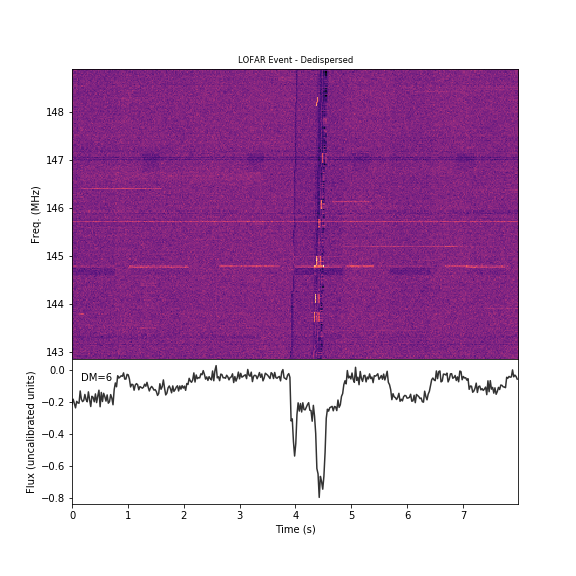 LOFAR Event - Dedispersed
Freq. (MHz)
148
147
146
145
144
143
DM=6
Flux (uncalibrated units)
0.0
−0.2
−0.4
−0.6
−0.8
0 1 2 3 4 5 6 7
Time (s)